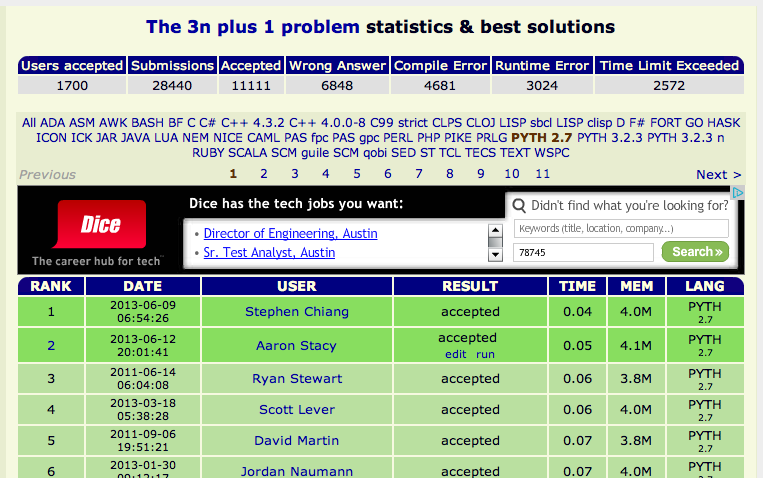 The 3n plus 1 problem statistics & best solutions
Users accepted Submissions Accepted Wrong Answer Compile Error Runtime Error Time Limit Exceeded
1700 28440 11111 6848 4681 3024 2572
All ADA ASM AWK BASH BF C C# C++ 4.3.2 C++ 4.0.0-8 C99 strict CLPS CLOJ LISP sbcl LISP clisp D F# FORT GO HASK
ICON ICK JAR JAVA LUA NEM NICE CAML PAS fpc PAS gpc PERL PHP PIKE PRLG PYTH 2.7 PYTH 3.2.3 PYTH 3.2.3 n
RUBY SCALA SCM guile SCM qobi SED ST TCL TECS TEXT WSPC
Previous 1 2 3 4 5 6 7 8 9 10 11 Next >
Dice
The career hub for tech™
Dice has the tech jobs you want:
• Director of Engineering, Austin
• Sr. Test Analyst, Austin
Didn't find what you're looking for?
Keywords (title, location, company...)
78745 Search »
RANK DATE USER RESULT TIME MEM LANG
1 2013-06-09 06:54:26 Stephen Chiang accepted 0.04 4.0M PYTH 2.7
2 2013-06-12 20:01:41 Aaron Stacy accepted edit run 0.05 4.1M PYTH 2.7
3 2011-06-14 06:04:08 Ryan Stewart accepted 0.06 3.8M PYTH 2.7
4 2013-03-18 05:38:28 Scott Lever accepted 0.06 4.0M PYTH 2.7
5 2011-09-06 19:51:21 David Martin accepted 0.07 3.8M PYTH 2.7
6 2013-01-30 Jordan Naumann accepted 0.07 4.0M PYTH